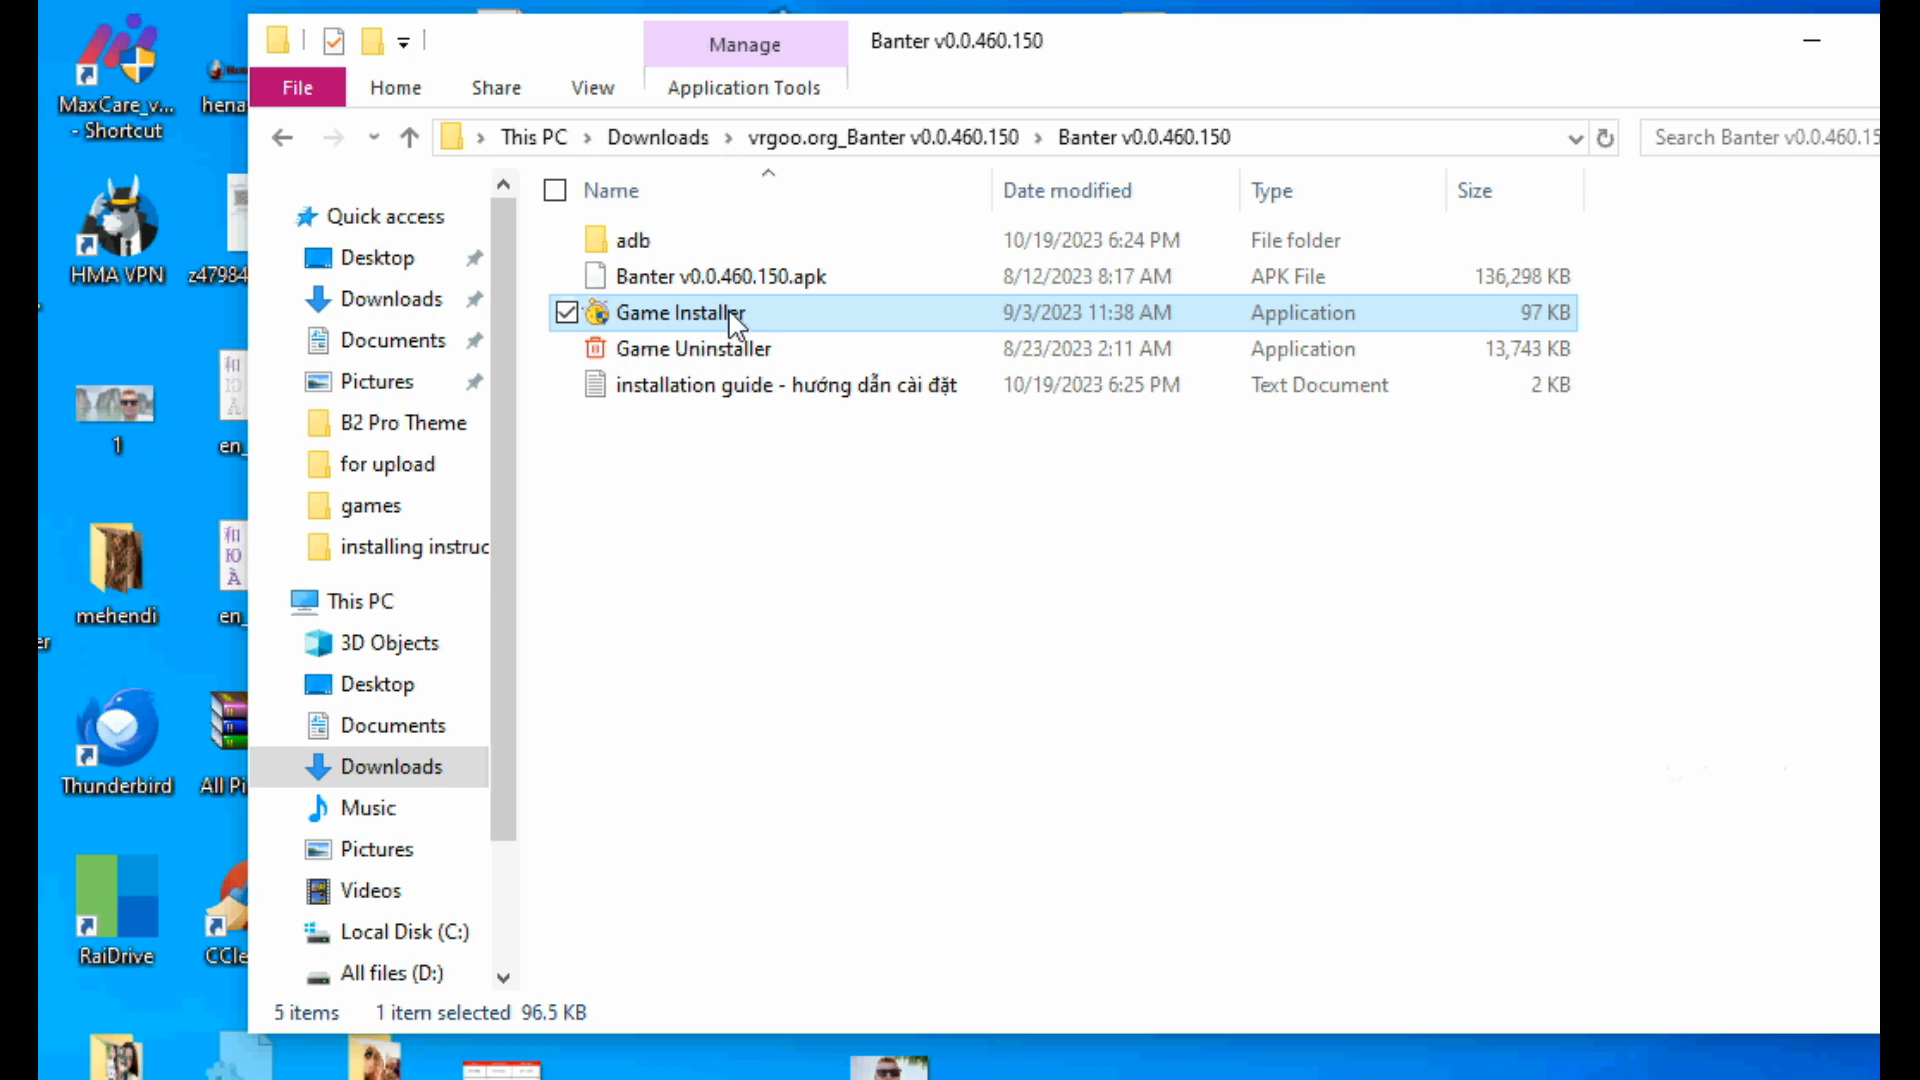 MaxCare_v...
- Shortcut
HMA VPN
z47984
1
en_
mehendi
en_
er
Thunderbird
All Pi
RaiDrive
CCle
Manage
Banter v0.0.460.150
File
Home
Share
View
Application Tools
This PC > Downloads > vrgoo.org_Banter v0.0.460.150 > Banter v0.0.460.150
Search Banter v0.0.460.15
Name
Date modified
Type
Size
adb 10/19/2023 6:24 PM File folder
Banter v0.0.460.150.apk 8/12/2023 8:17 AM APK File 136,298 KB
Game Installer 9/3/2023 11:38 AM Application 97 KB
Game Uninstaller 8/23/2023 2:11 AM Application 13,743 KB
installation guide - hướng dẫn cài đặt 10/19/2023 6:25 PM Text Document 2 KB
Quick access
Desktop
Downloads
Documents
Pictures
B2 Pro Theme
for upload
games
installing instruc
This PC
3D Objects
Desktop
Documents
Downloads
Music
Pictures
Videos
Local Disk (C:)
All files (D:)
5 items 1 item selected 96.5 KB